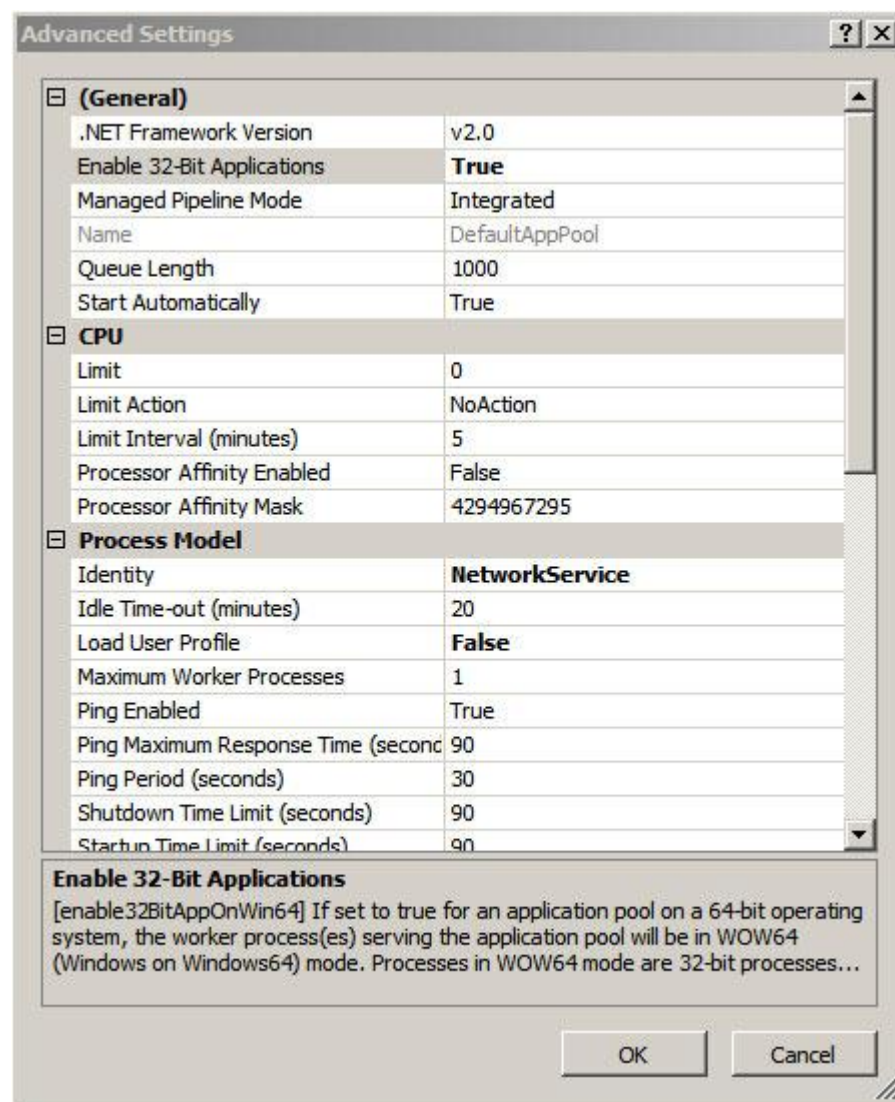 Advanced Settings
(General)
.NET Framework Version v2.0
Enable 32-Bit Applications True
Managed Pipeline Mode Integrated
Name DefaultAppPool
Queue Length 1000
Start Automatically True
CPU
Limit 0
Limit Action NoAction
Limit Interval (minutes) 5
Processor Affinity Enabled False
Processor Affinity Mask 4294967295
Process Model
Identity NetworkService
Idle Time-out (minutes) 20
Load User Profile False
Maximum Worker Processes 1
Ping Enabled True
Ping Maximum Response Time (second 90
Ping Period (seconds) 30
Shutdown Time Limit (seconds) 90
Startup Time Limit (seconds) 90
Enable 32-Bit Applications
[enable32BitAppOnWin64] If set to true for an application pool on a 64-bit operating
system, the worker process(es) serving the application pool will be in WOW64
(Windows on Windows64) mode. Processes in WOW64 mode are 32-bit processes...
OK Cancel